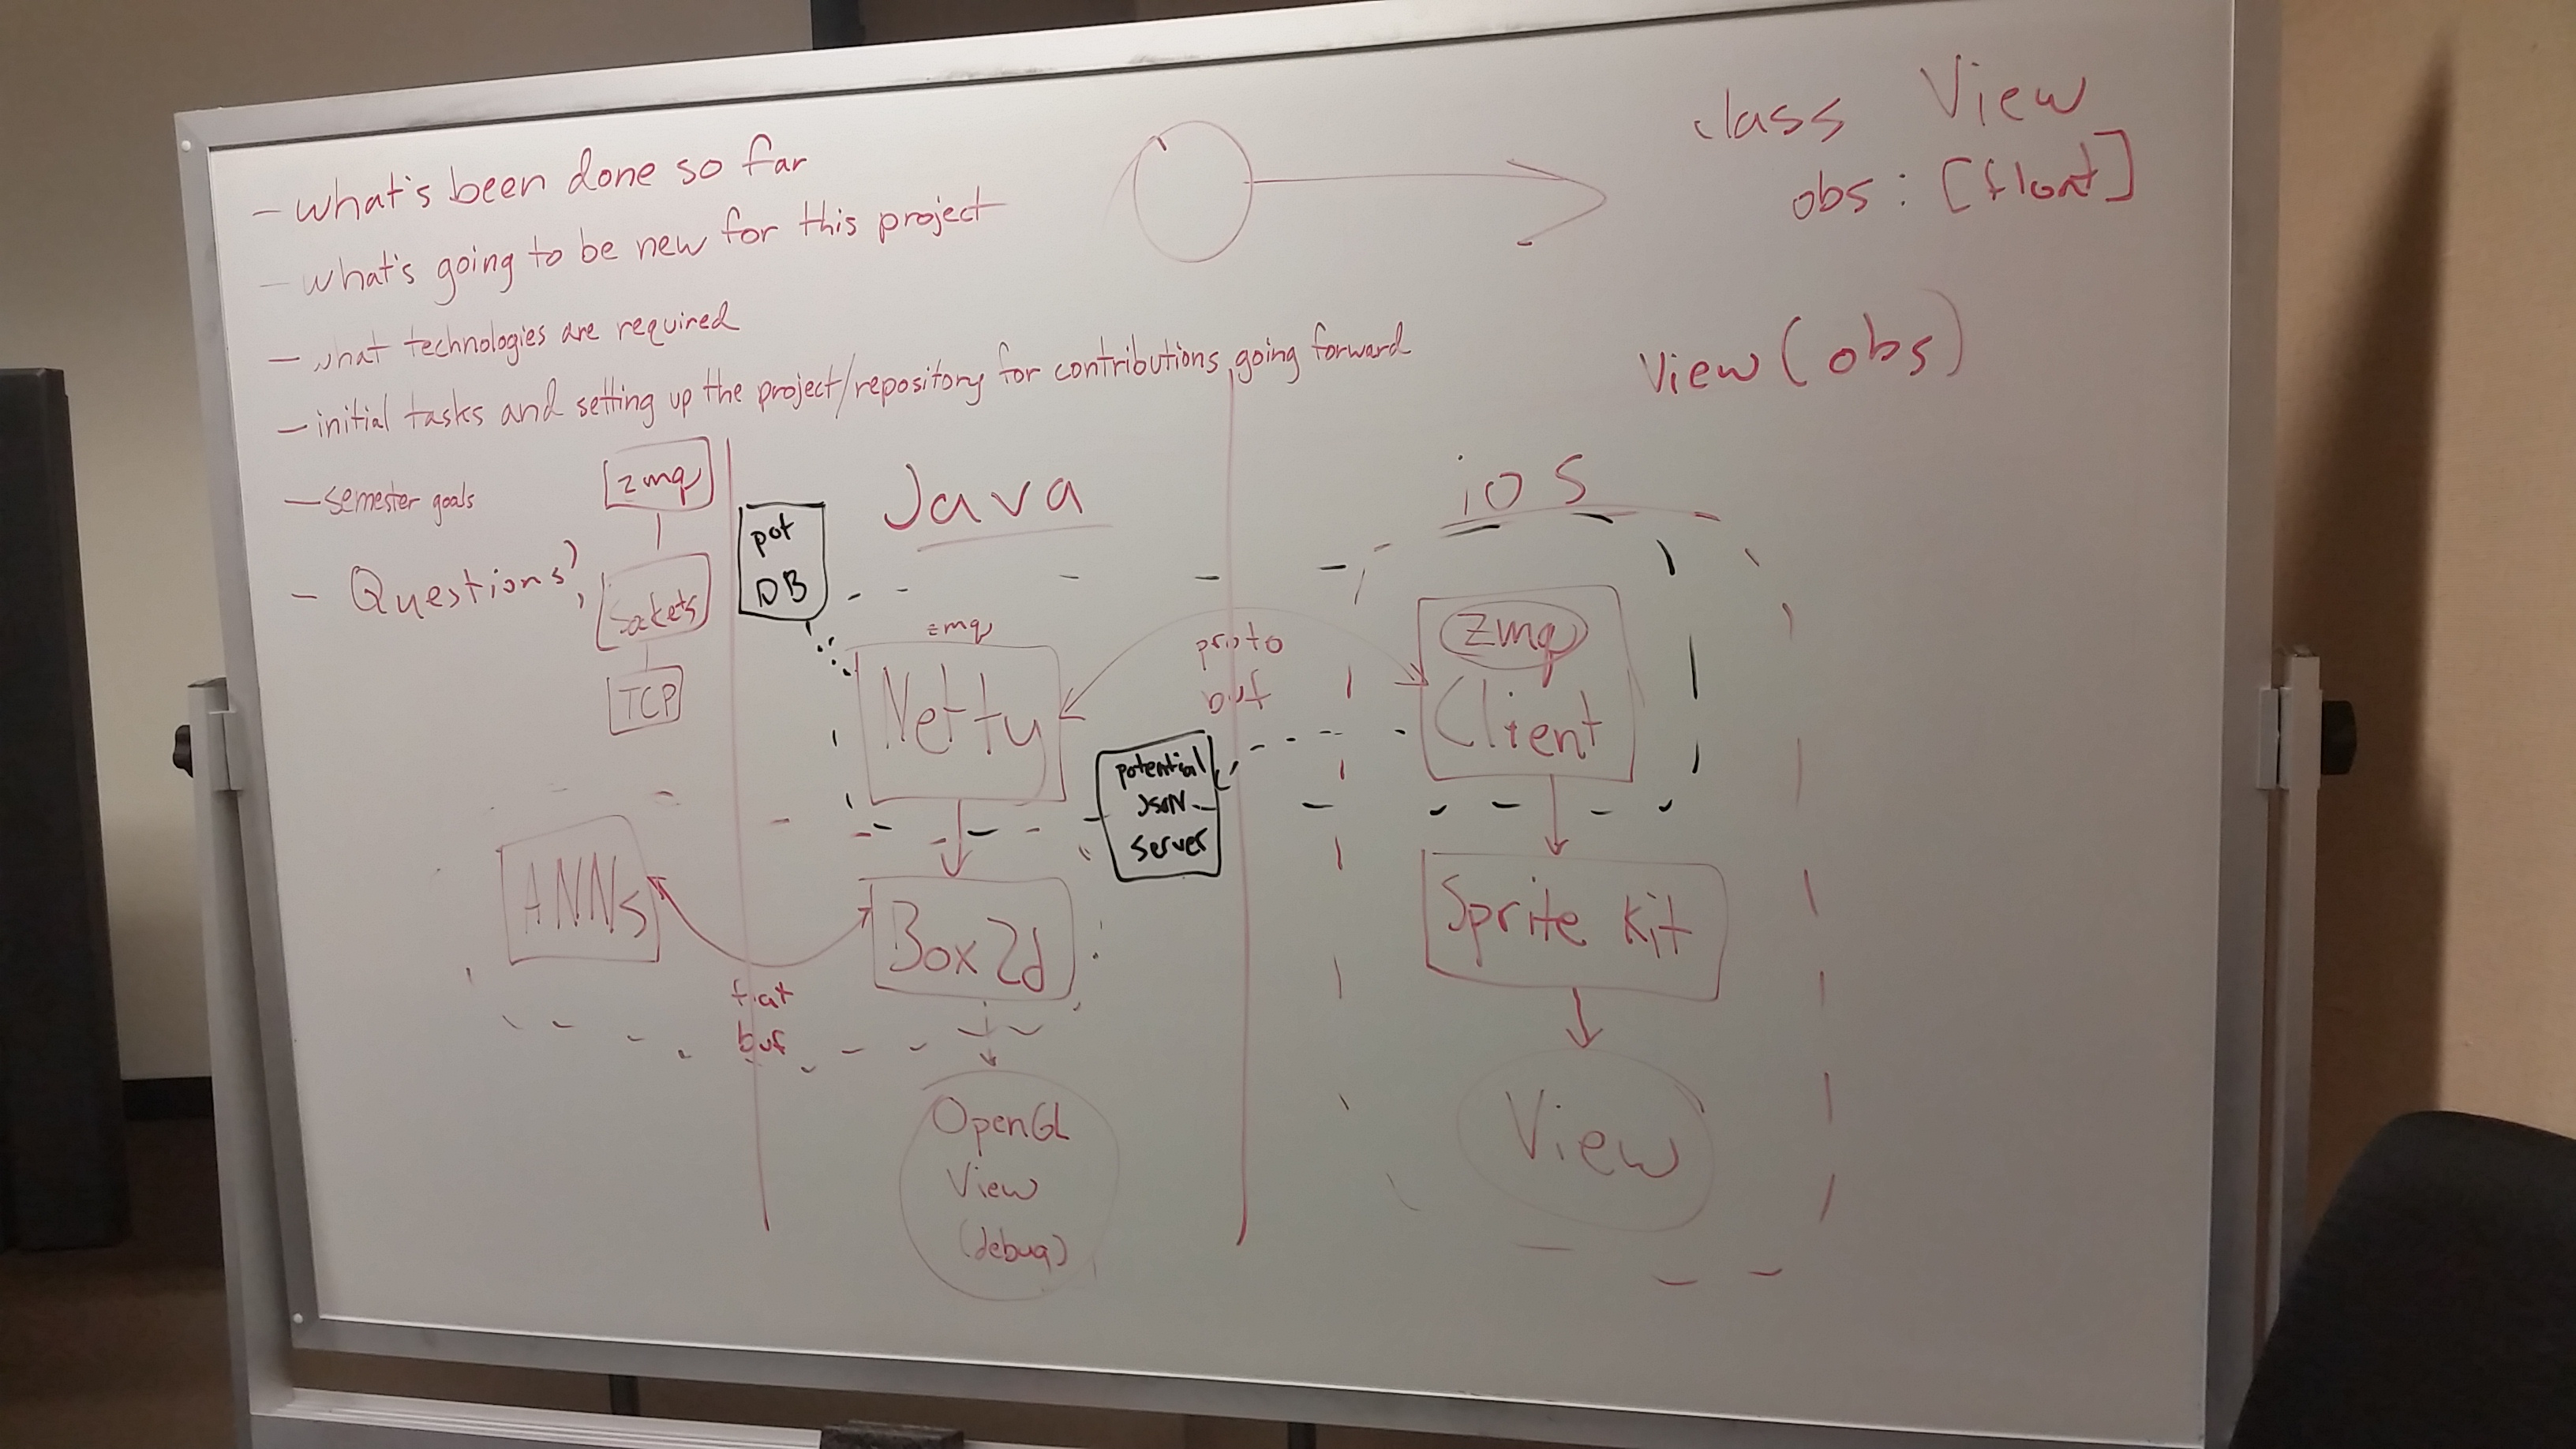 - what's been done so far
- what's going to be new for this project
- what technologies are required
- initial tasks and setting up the project/repository for contributions going forward
- semester goals
- Questions?
class View
obs: [float]
View (obs)
zmq
Sockets
TCP
Java
pot
DB
zmq
Netty
proto
buf
potential
JSON
Server
ANNs
flat
buf
Box2d
OpenGL
View
(debug)
iOS
zmq
Client
Sprite Kit
View